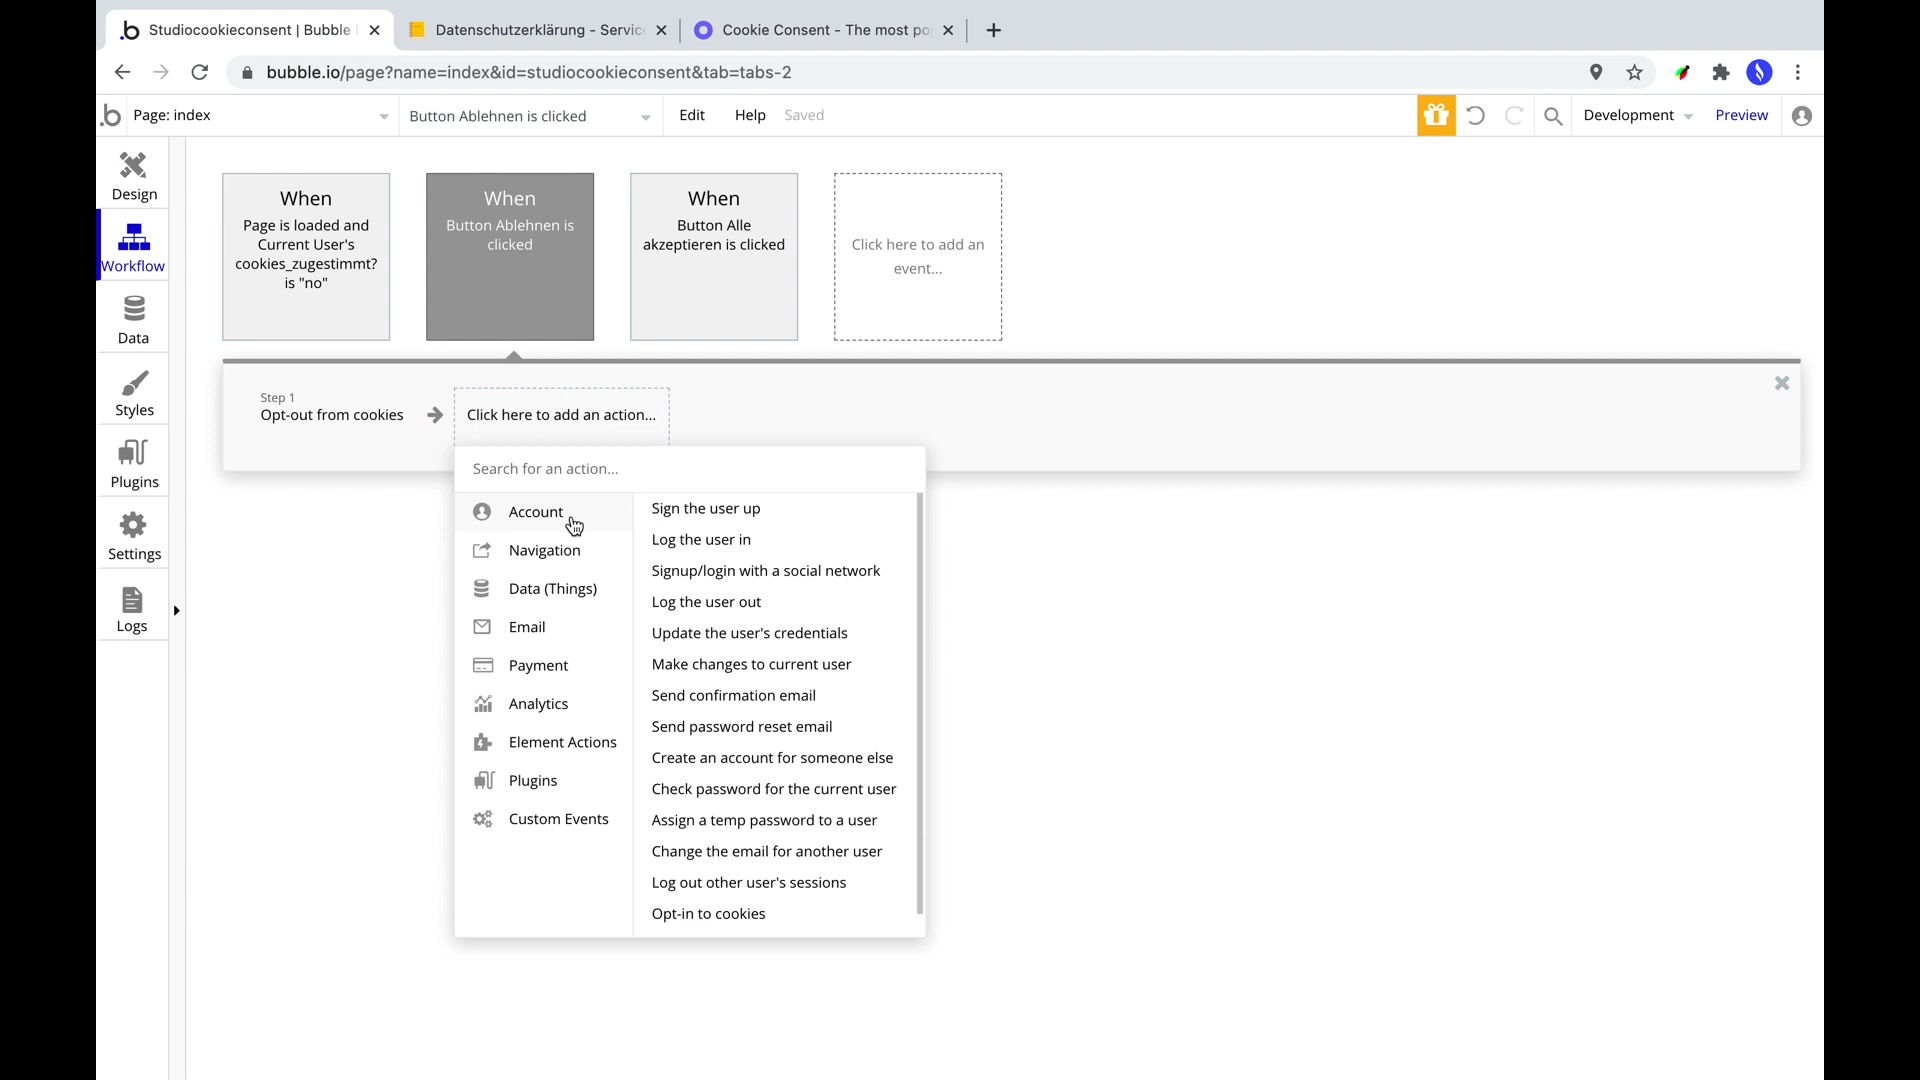 Studiocookieconsent | Bubble
Datenschutzerklärung - Servic
Cookie Consent - The most po
bubble.io/page?name=index&id=studiocookieconsent&tab=tabs-2
Page: index
Button Ablehnen is clicked
Edit
Help
Saved
Development
Preview
Design
Workflow
Data
Styles
Plugins
Settings
Logs
When
Page is loaded and
Current User's
cookies_zugestimmt?
is "no"
When
Button Ablehnen is
clicked
When
Button Alle
akzeptieren is clicked
Click here to add an
event...
Step 1
Opt-out from cookies
Click here to add an action...
Search for an action...
Account
Navigation
Data (Things)
Email
Payment
Analytics
Element Actions
Plugins
Custom Events
Sign the user up
Log the user in
Signup/login with a social network
Log the user out
Update the user's credentials
Make changes to current user
Send confirmation email
Send password reset email
Create an account for someone else
Check password for the current user
Assign a temp password to a user
Change the email for another user
Log out other user's sessions
Opt-in to cookies